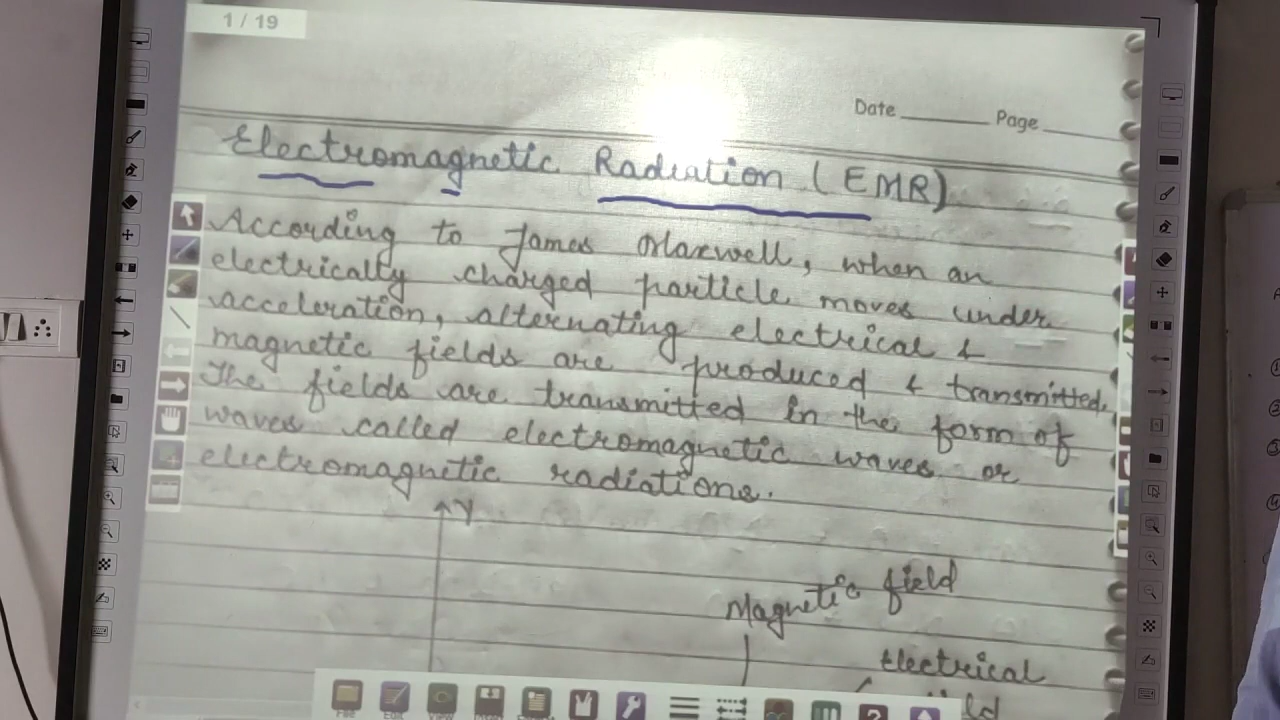 1 / 19
Date Page
Electromagnetic Radiation (EMR)
According to James Maxwell, when an
electrically charged particle moves under
acceleration, alternating electrical &
magnetic fields are produced & transmitted.
The fields are transmitted in the form of
waves called electromagnetic waves or
electromagnetic radiations.
Y
Magnetic field
Electrical
File
Edit